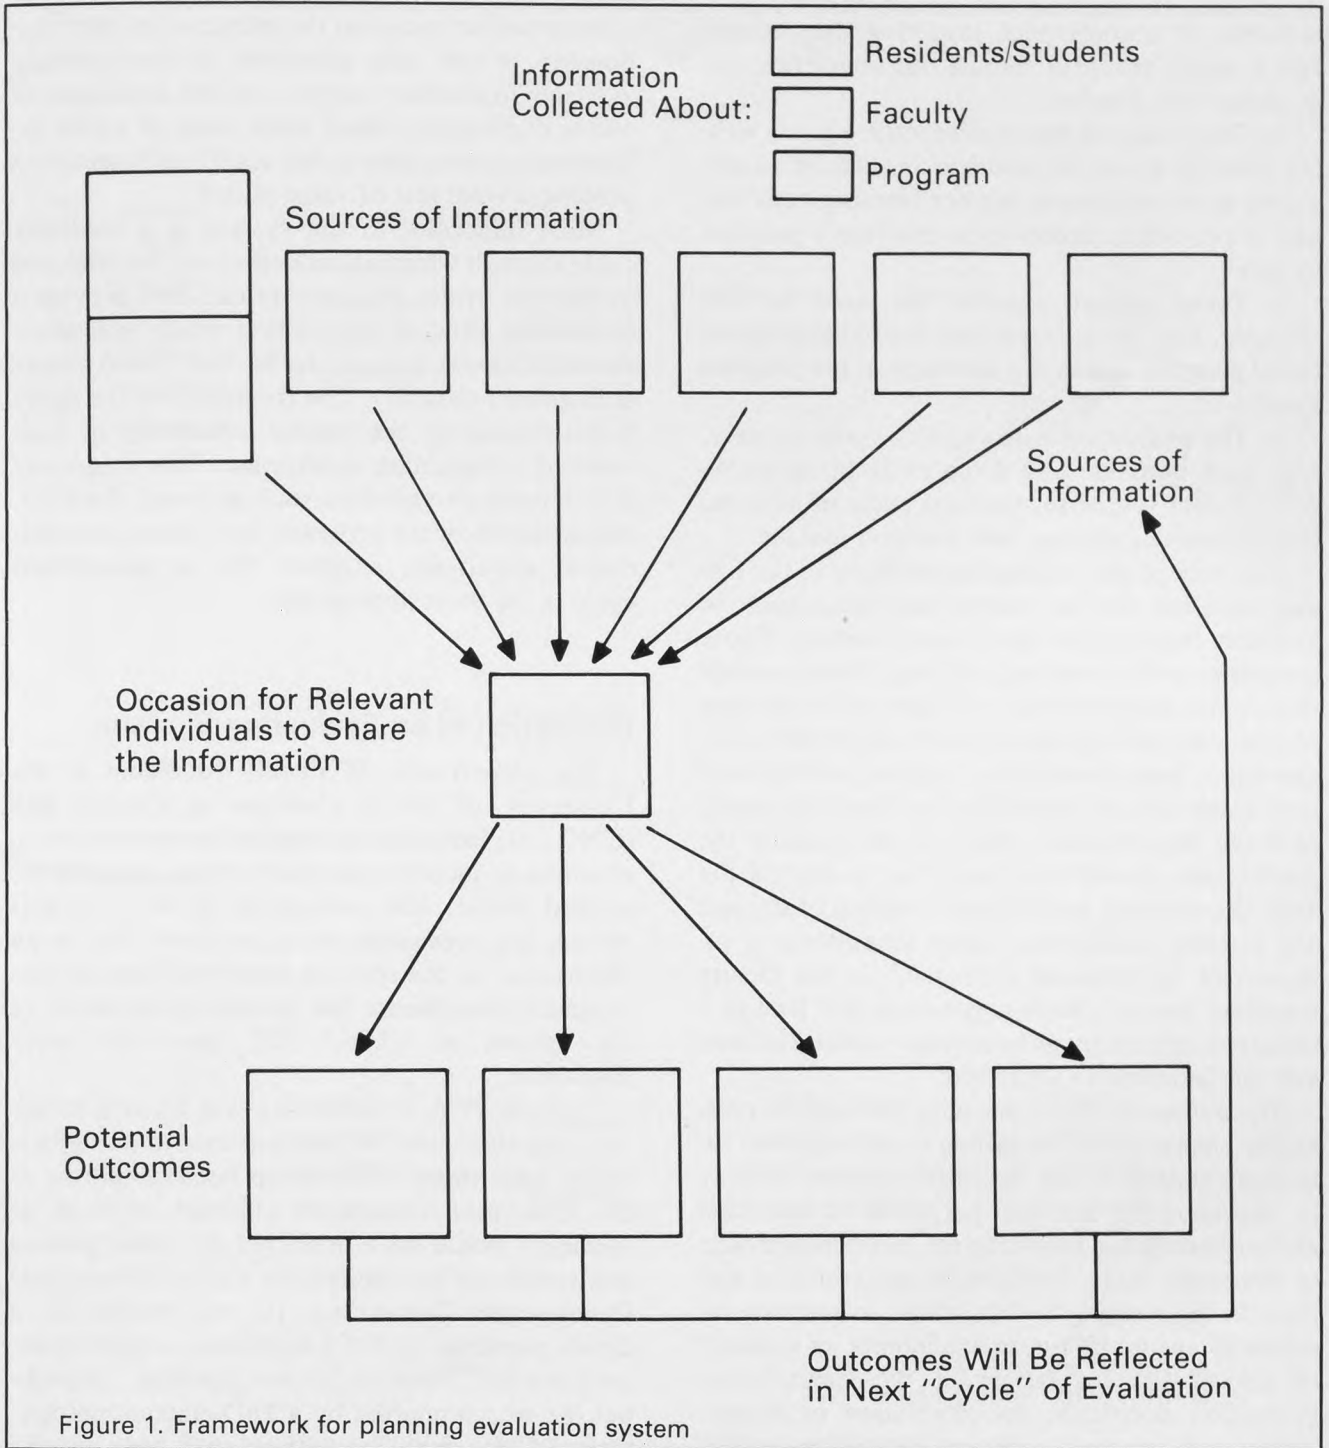 Information
Collected About:
Residents/Students
Faculty
Program
Sources of Information
Sources of
Information
Occasion for Relevant
Individuals to Share
the Information
Potential
Outcomes
Outcomes Will Be Reflected
in Next "Cycle" of Evaluation
Figure 1. Framework for planning evaluation system